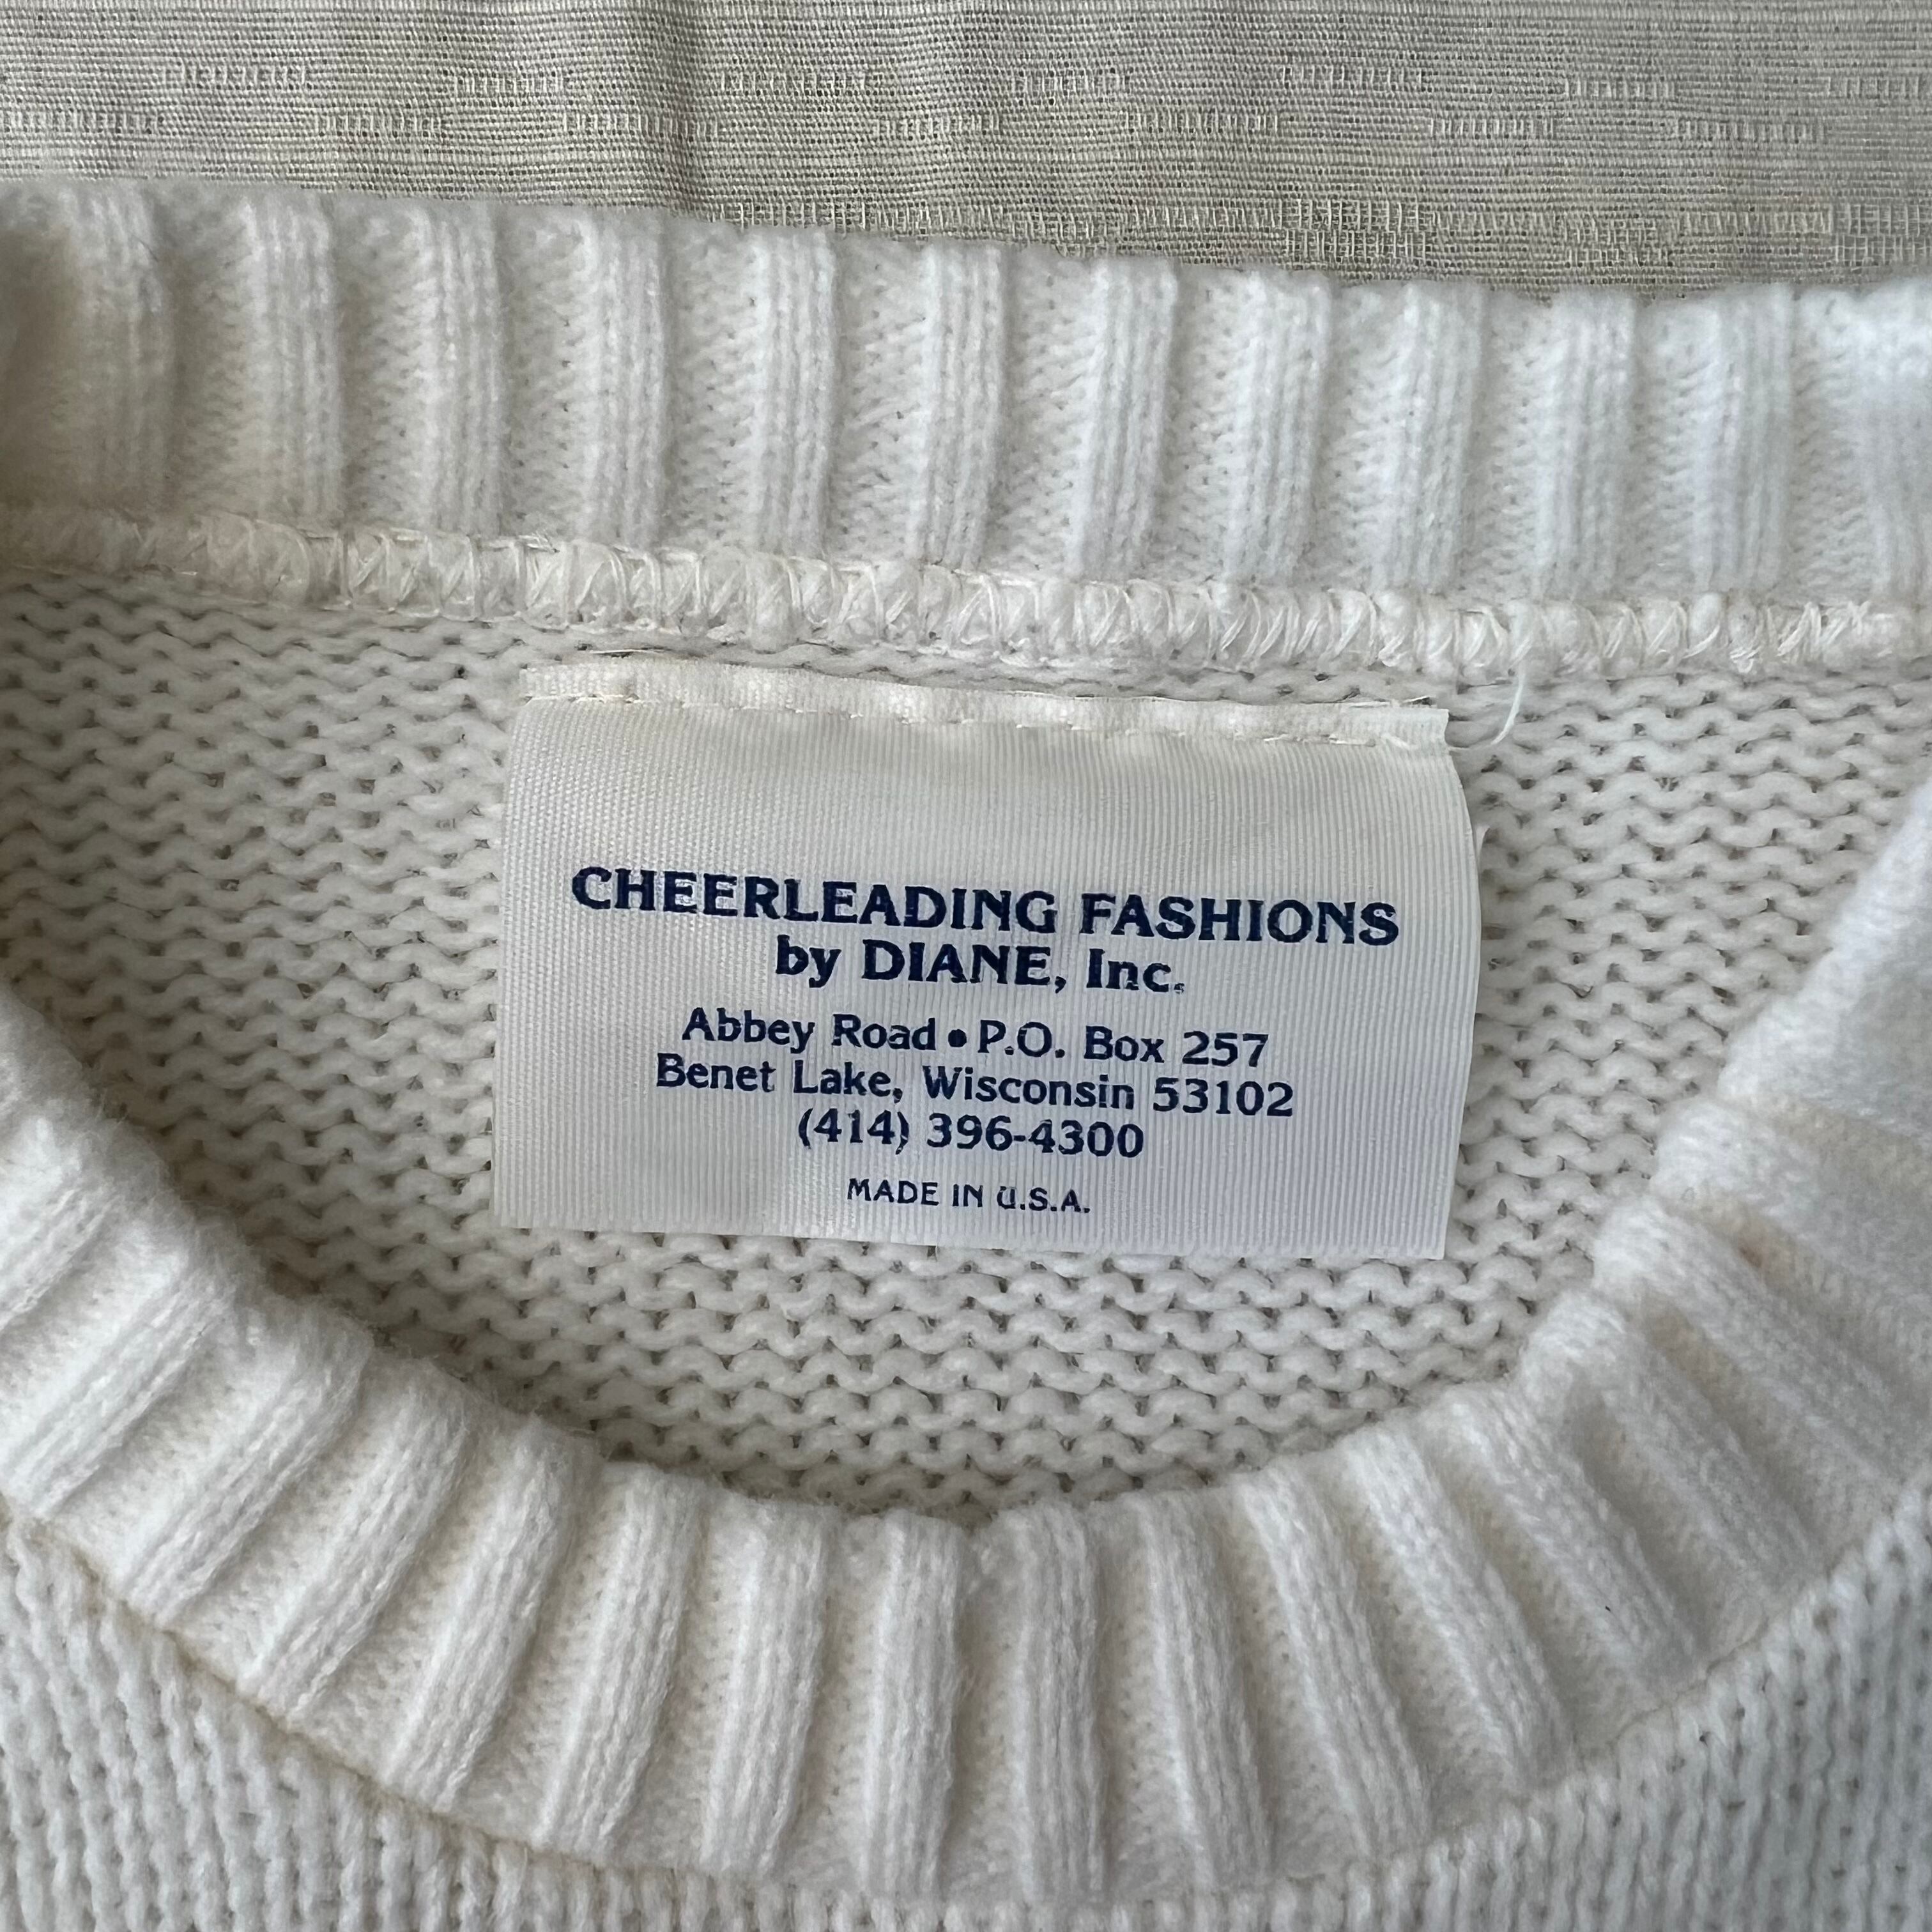 CHEERLEADING FASHIONS
by DIANE, Inc.
Abbey Road • P.O. Box 257
Benet Lake, Wisconsin 53102
(414) 396-4300
MADE IN U.S.A.